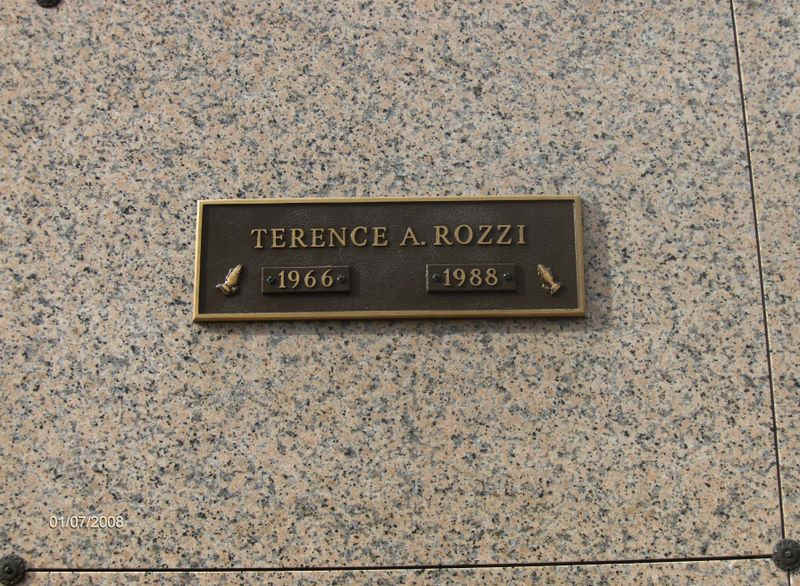 TERENCE A. ROZZI
1966 1988
01/07/2008